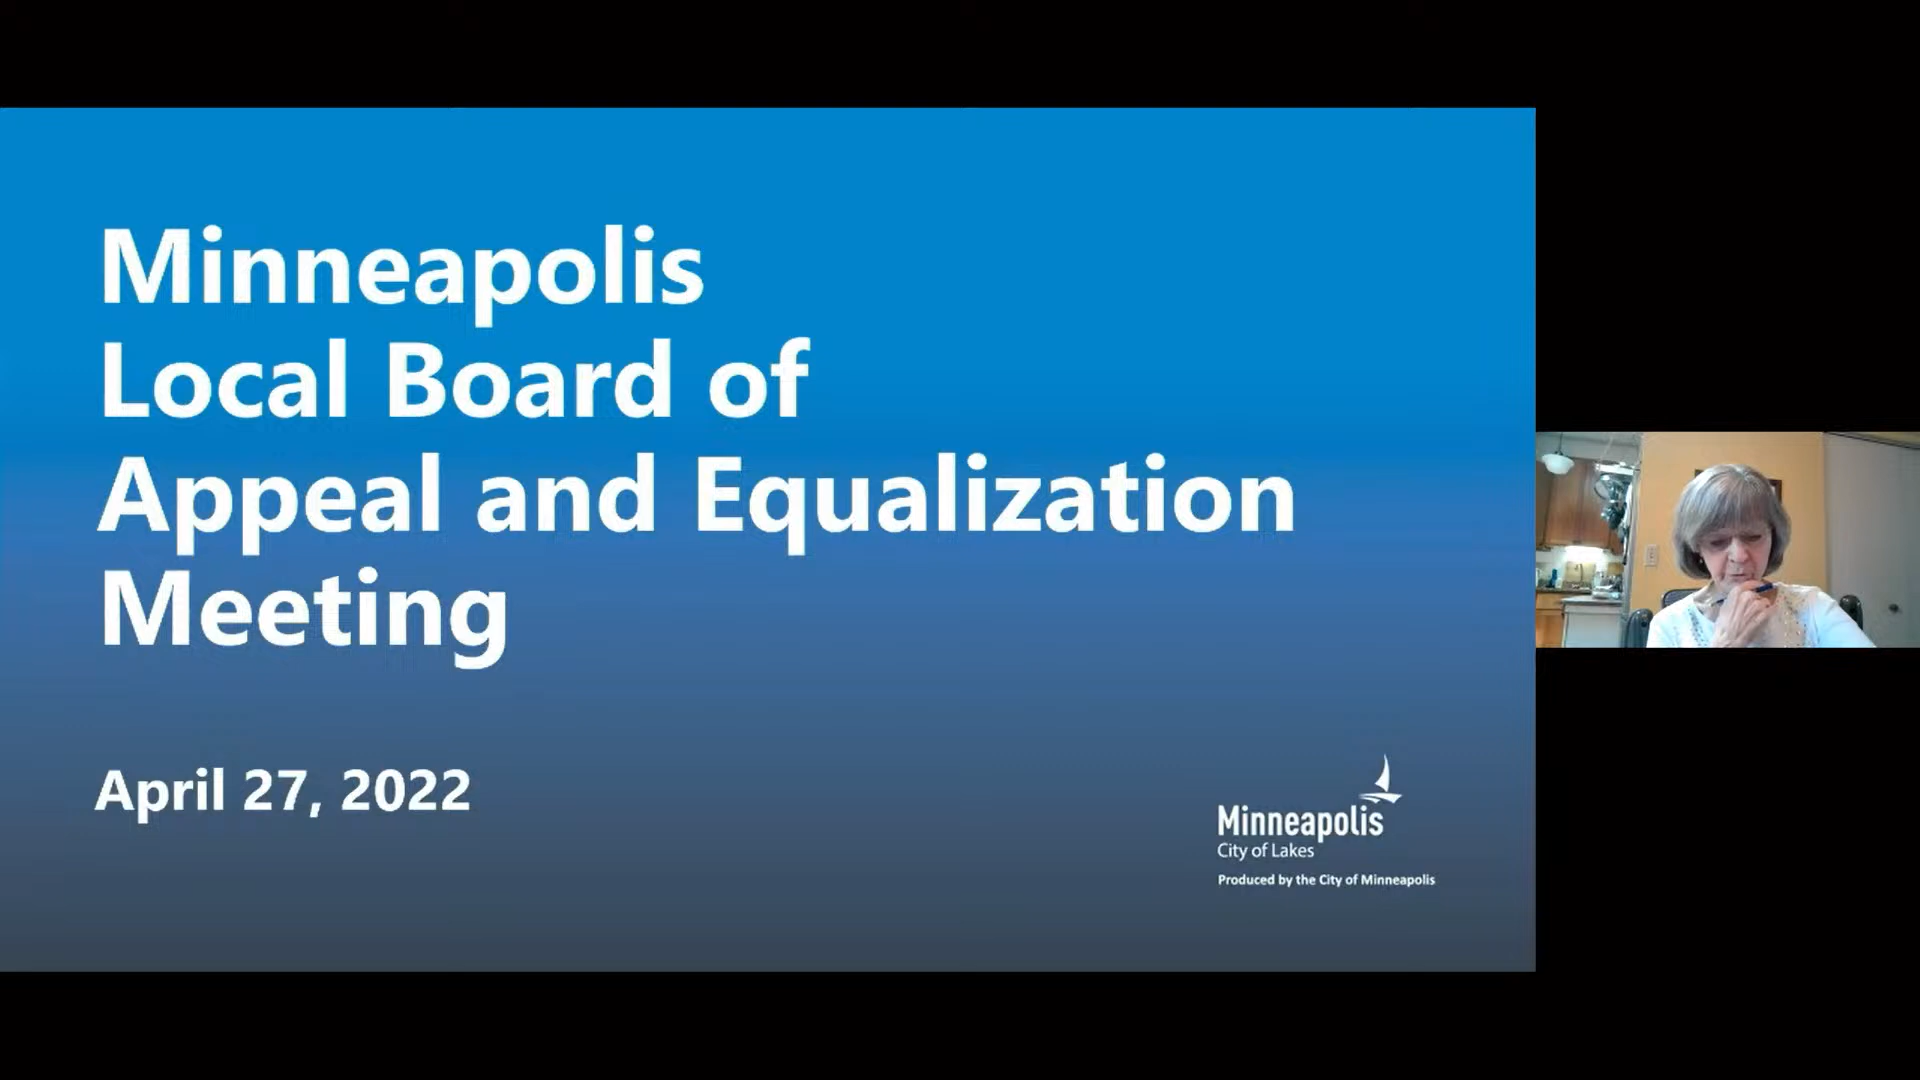 Minneapolis
Local Board of
Appeal and Equalization
Meeting
April 27, 2022
Minneapolis
City of Lakes
Produced by the City of Minneapolis